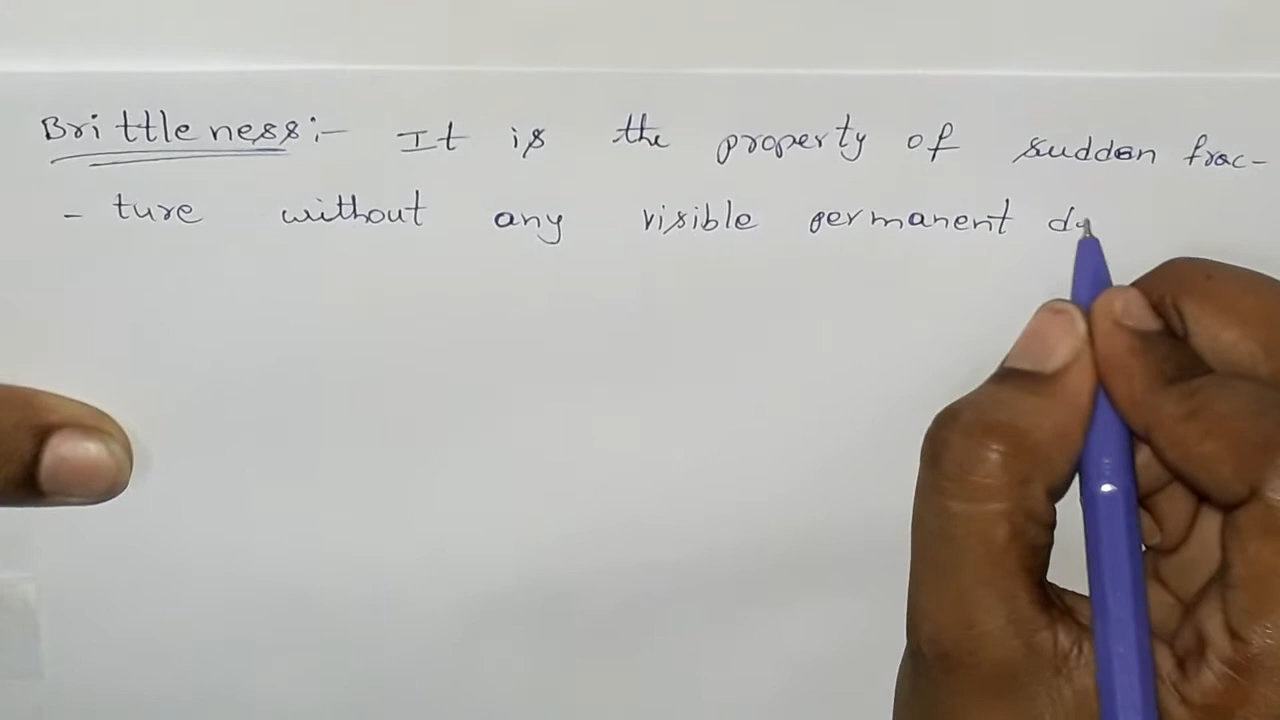 Brittleness:- It is the property of sudden frac-
- ture without any visible permanent